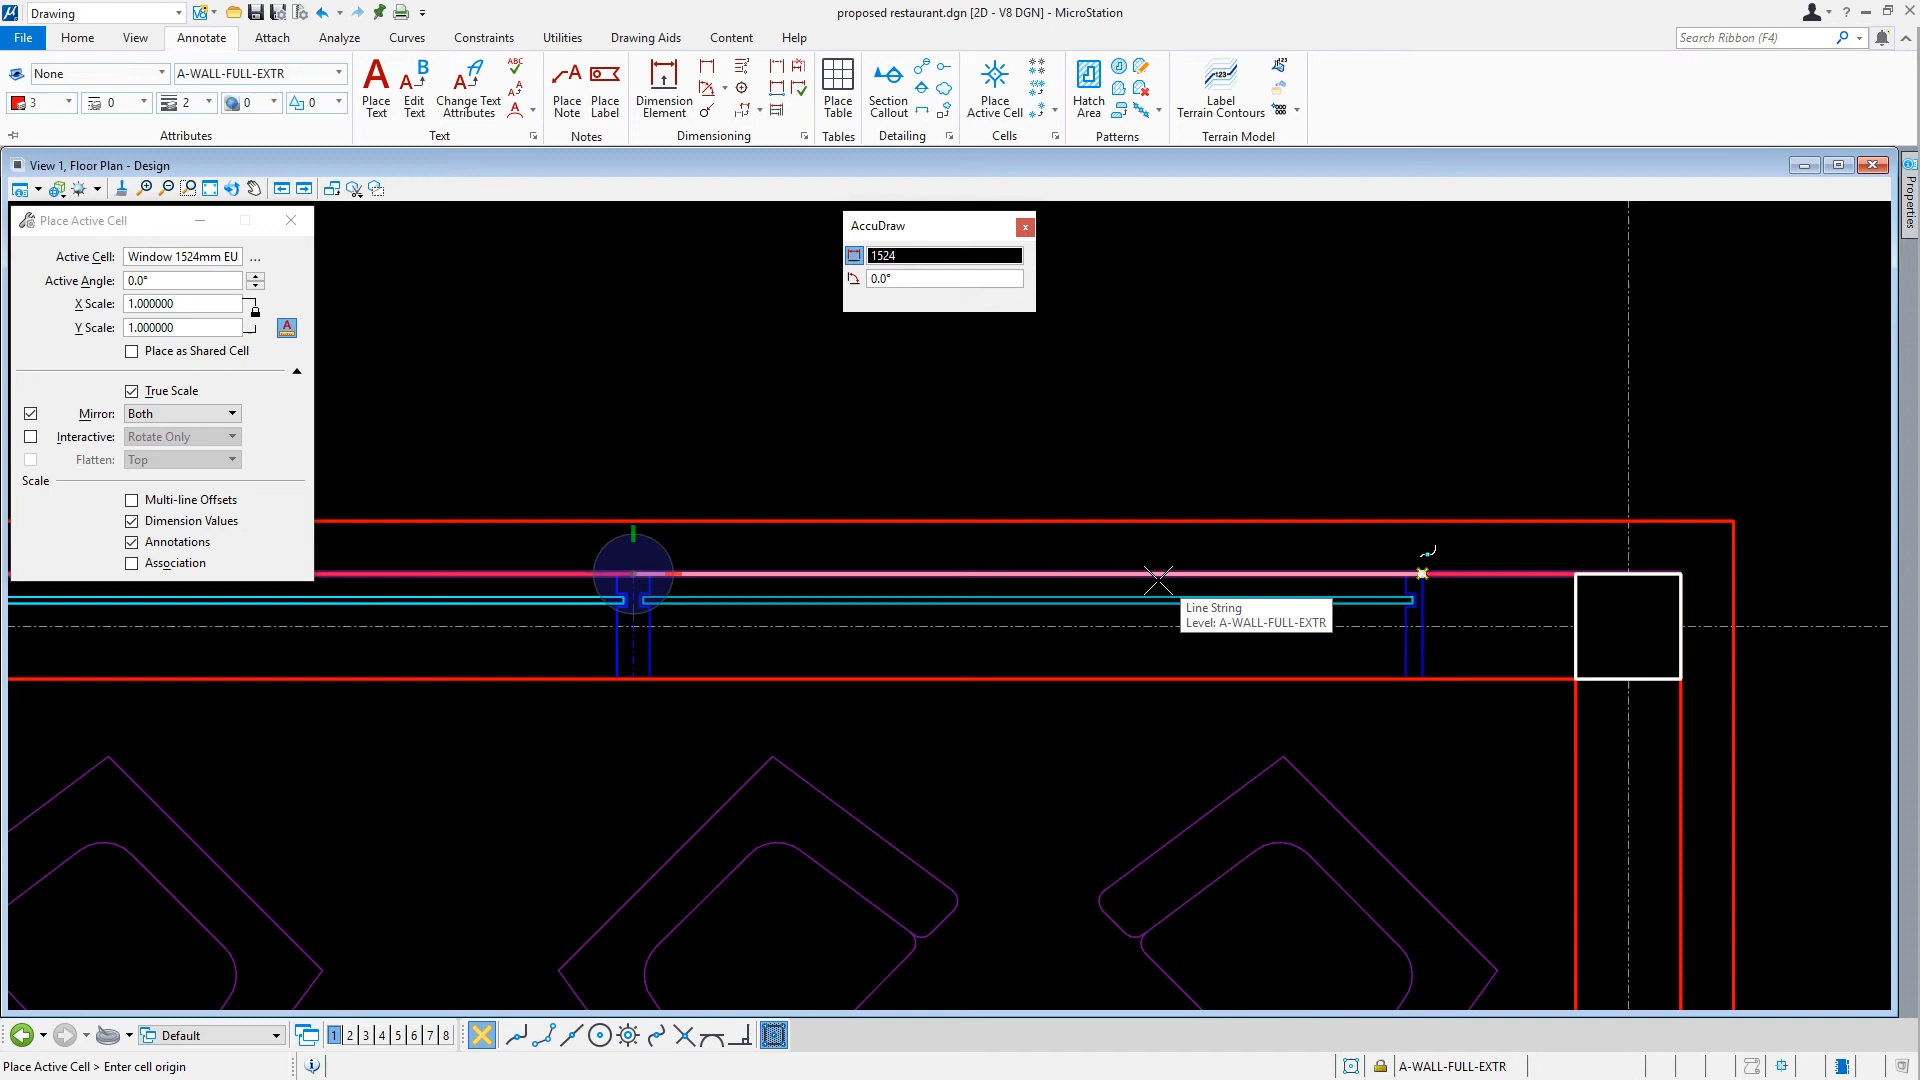 Drawing
proposed restaurant.dgn [2D - V8 DGN] - MicroStation
File Home View Annotate Attach Analyze Curves Constraints Utilities Drawing Aids Content Help
Search Ribbon (F4)
None
A-WALL-FULL-EXTR
3 0 2 0 0
Attributes
Place Text
Edit Text
Change Text Attributes
Text
Place Note
Place Label
Notes
Dimension Element
Dimensioning
Place Table
Tables
Section Callout
Detailing
Place Active Cell
Cells
Hatch Area
Patterns
Label Terrain Contours
Terrain Model
View 1, Floor Plan - Design
Properties
Place Active Cell
Active Cell: Window 1524mm EU ...
Active Angle: 0.0°
X Scale: 1.000000
Y Scale: 1.000000
Place as Shared Cell
True Scale
Mirror: Both
Interactive: Rotate Only
Flatten: Top
Scale
Multi-line Offsets
Dimension Values
Annotations
Association
AccuDraw
1524
0.0°
Line String
Level: A-WALL-FULL-EXTR
Default
1 2 3 4 5 6 7 8
Place Active Cell > Enter cell origin
A-WALL-FULL-EXTR